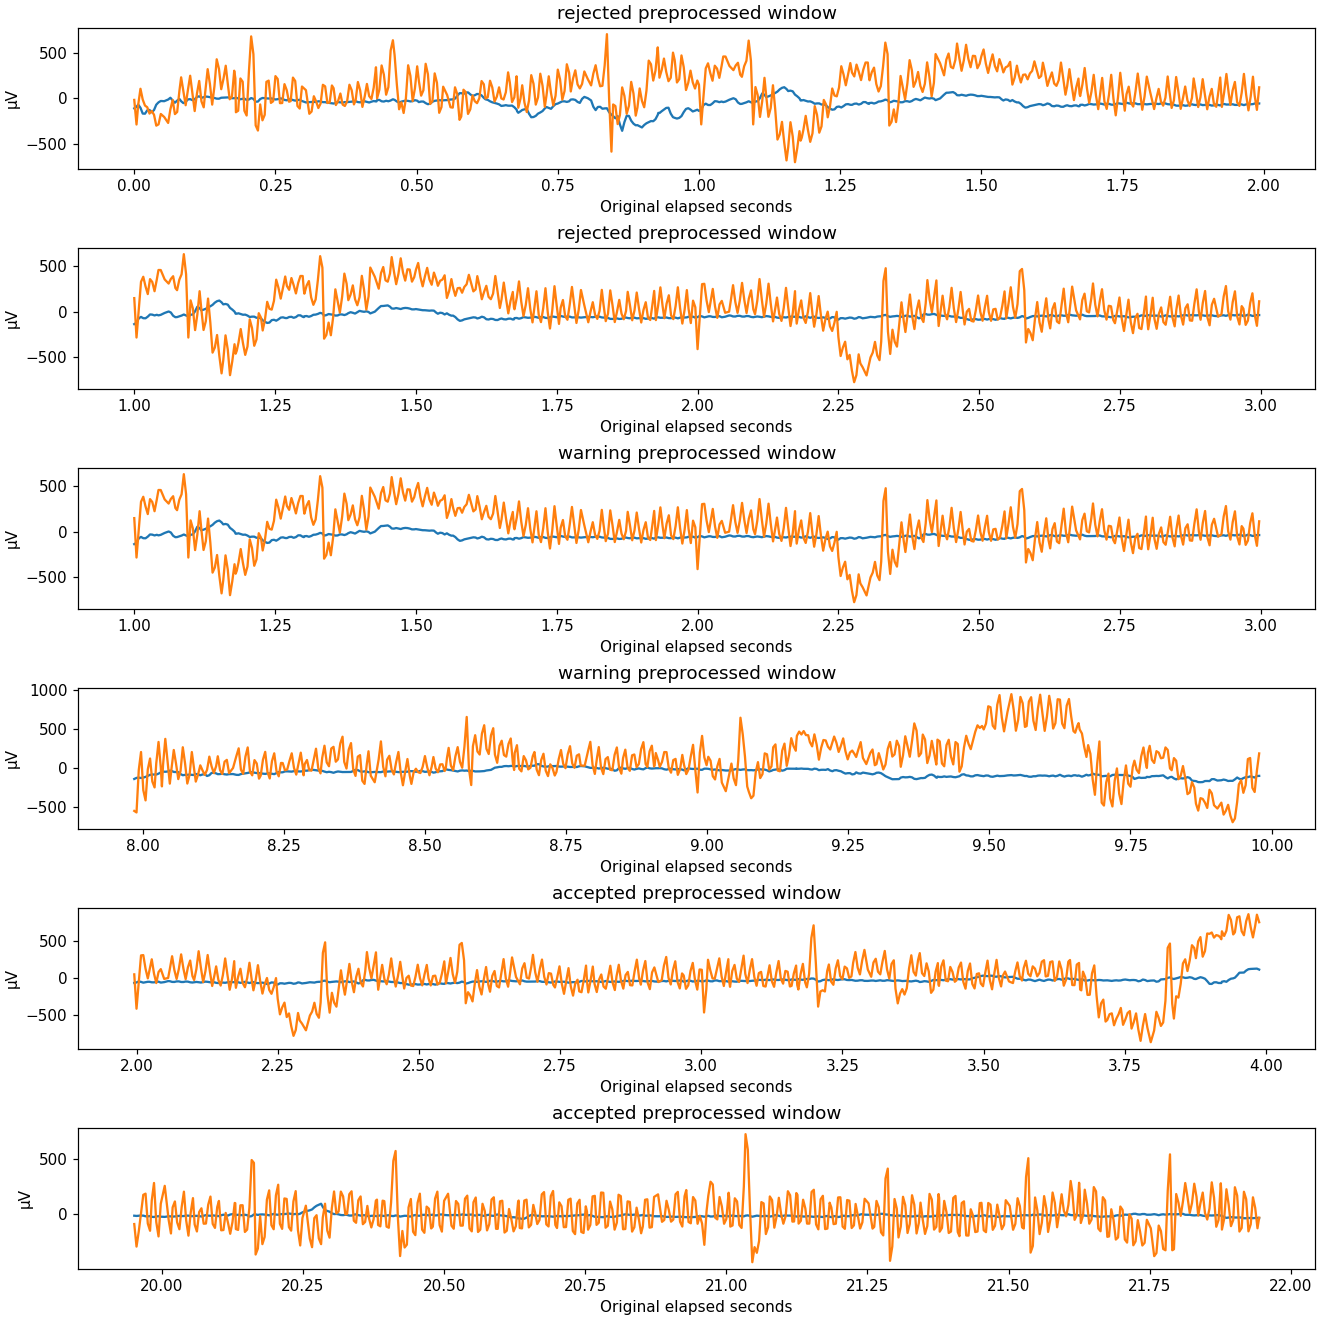 rejected preprocessed window
500
0
−500
µV
0.00 0.25 0.50 0.75 1.00 1.25 1.50 1.75 2.00
Original elapsed seconds
rejected preprocessed window
500
0
−500
µV
1.00 1.25 1.50 1.75 2.00 2.25 2.50 2.75 3.00
Original elapsed seconds
warning preprocessed window
500
0
−500
µV
1.00 1.25 1.50 1.75 2.00 2.25 2.50 2.75 3.00
Original elapsed seconds
warning preprocessed window
1000
500
0
−500
µV
8.00 8.25 8.50 8.75 9.00 9.25 9.50 9.75 10.00
Original elapsed seconds
accepted preprocessed window
500
0
−500
µV
2.00 2.25 2.50 2.75 3.00 3.25 3.50 3.75 4.00
Original elapsed seconds
accepted preprocessed window
500
0
µV
20.00 20.25 20.50 20.75 21.00 21.25 21.50 21.75 22.00
Original elapsed seconds